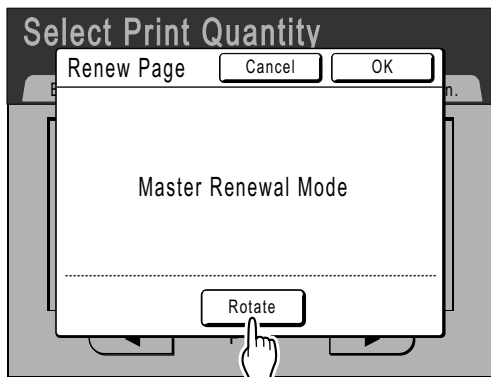 Select Print Quantity
Renew Page Cancel OK
n.
Master Renewal Mode
Rotate